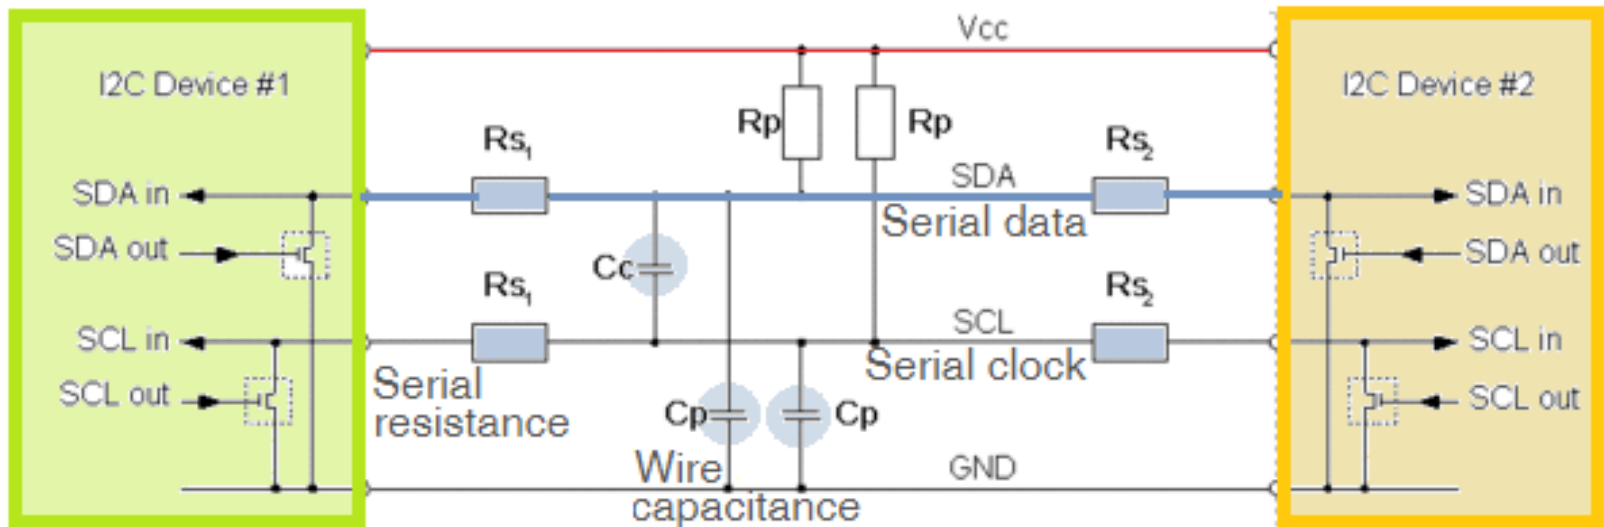 Vcc
I2C Device #1
I2C Device #2
Rp
Rp
Rs1
Rs2
SDA in
SDA
SDA in
Serial data
SDA out
SDA out
Cc
Rs1
Rs2
SCL in
SCL
SCL in
Serial clock
Serial
resistance
SCL out
SCL out
Cp
Cp
Wire
capacitance
GND